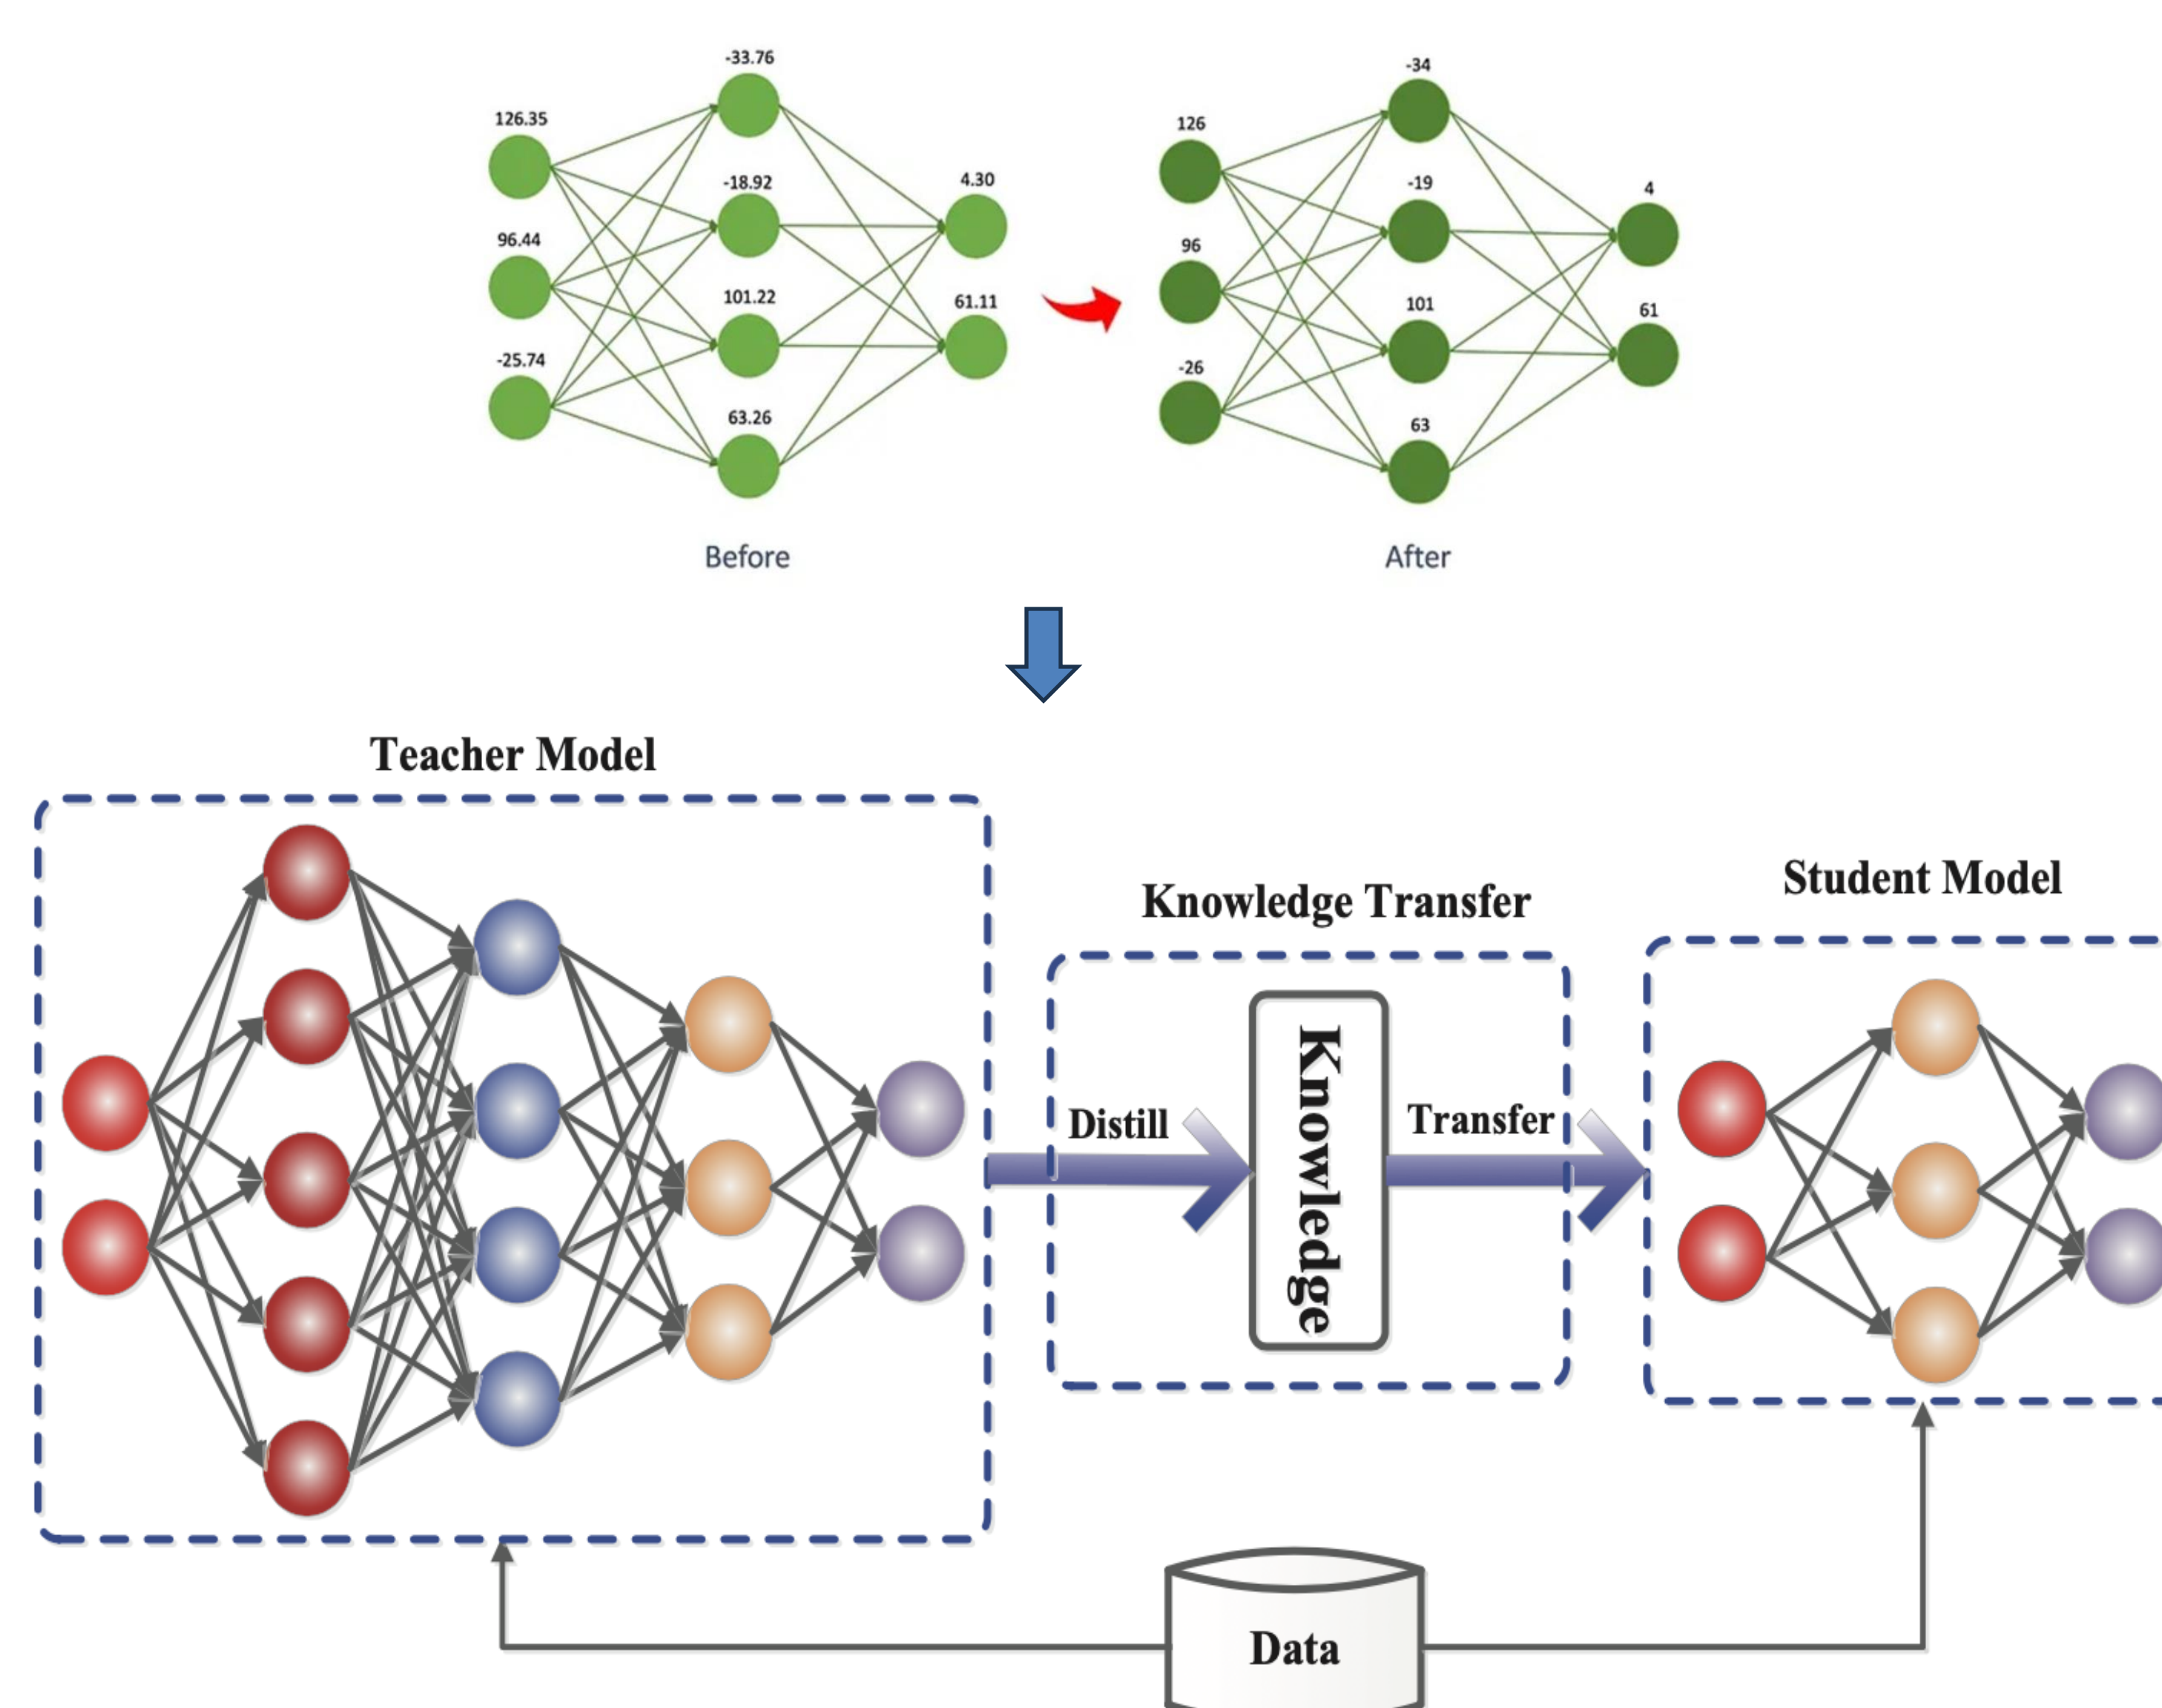 -33.76
126.35
-18.92
4.30
96.44
101.22
61.11
-25.74
63.26
Before
-34
126
-19
4
96
101
61
-26
63
After
Teacher Model
Knowledge Transfer
Student Model
Distill
Knowledge
Transfer
Data